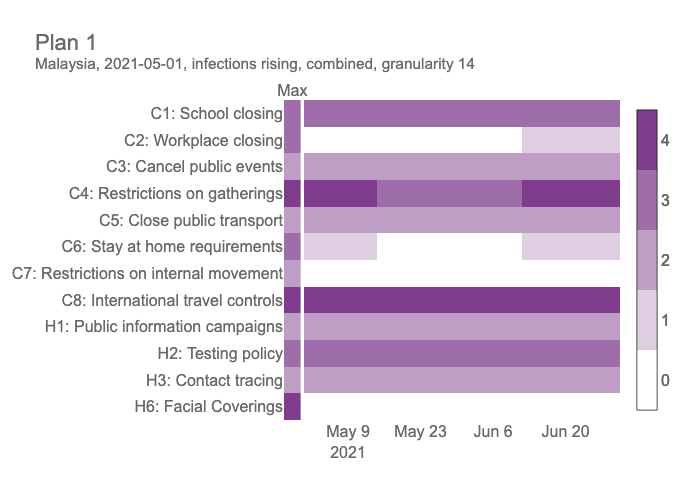 Plan 1
Malaysia, 2021-05-01, infections rising, combined, granularity 14
Max
C1: School closing
C2: Workplace closing
C3: Cancel public events
C4: Restrictions on gatherings
C5: Close public transport
C6: Stay at home requirements
C7: Restrictions on internal movement
C8: International travel controls
H1: Public information campaigns
H2: Testing policy
H3: Contact tracing
H6: Facial Coverings
May 9
2021
May 23
Jun 6
Jun 20
4
3
2
1
0